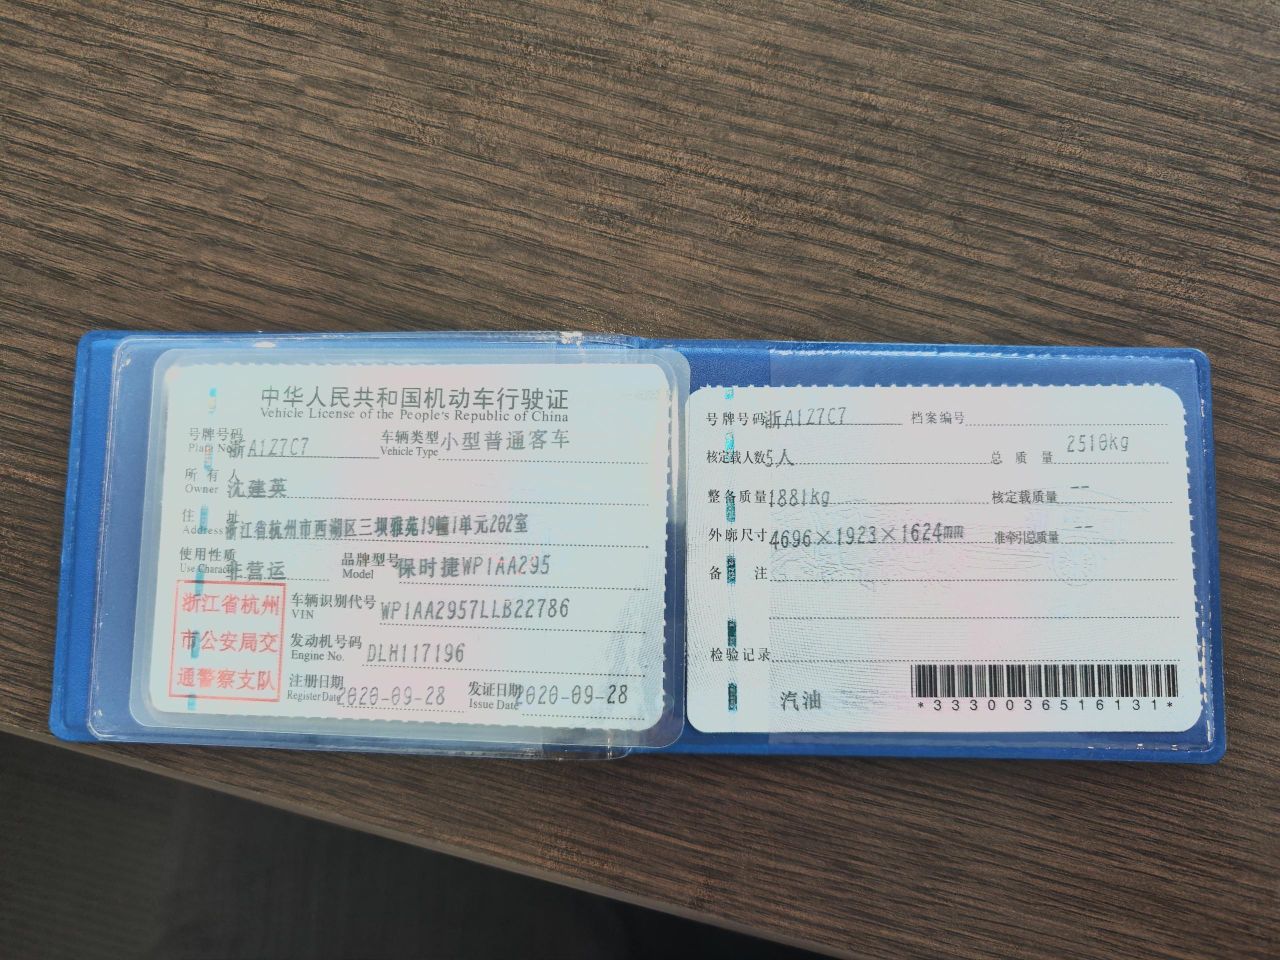 中华人民共和国机动车行驶证
Vehicle License of the People's Republic of China
号牌号码 浙A1Z7C7 车辆类型 小型普通客车
Plate No. Vehicle Type
所有人 沈建英
Owner
住址 浙江省杭州市西湖区三坝雅苑19幢1单元202室
Address
使用性质 非营运 品牌型号 保时捷WP1AA295
Use Character Model
浙江省杭州
市公安局交
通警察支队
车辆识别代号 WP1AA2957LLB22786
VIN
发动机号码 DLH117196
Engine No.
注册日期 2020-09-28 发证日期 2020-09-28
Register Date Issue Date
号牌号码 浙A1Z7C7 档案编号
核定载人数 5人 总质量 2510kg
整备质量 1881kg 核定载质量 --
外廓尺寸 4696×1923×1624mm 准牵引总质量 --
备注
检验记录
汽油
*3330036516131*